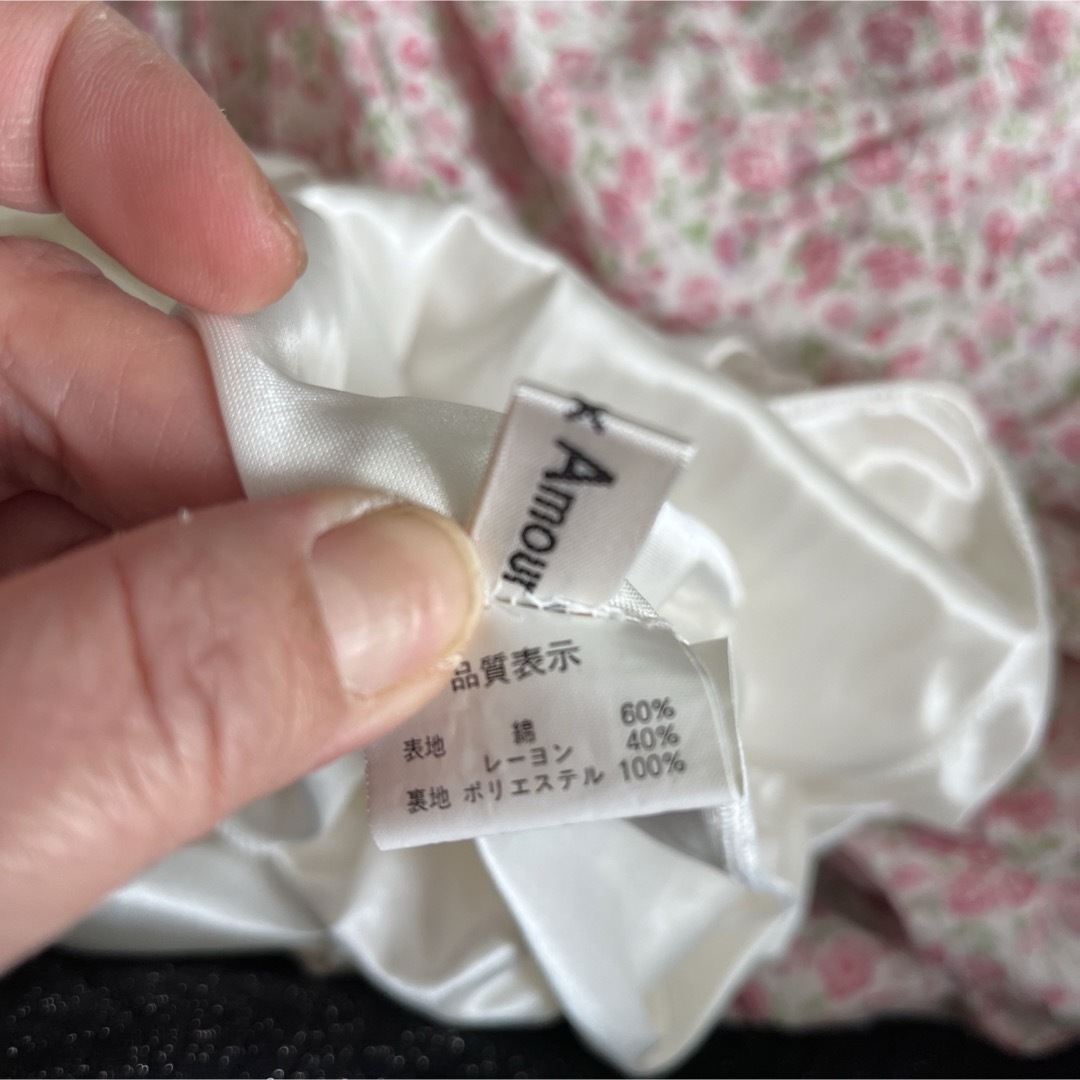 Amour
品質表示
表地 綿 60%
レーヨン 40%
裏地 ポリエステル 100%